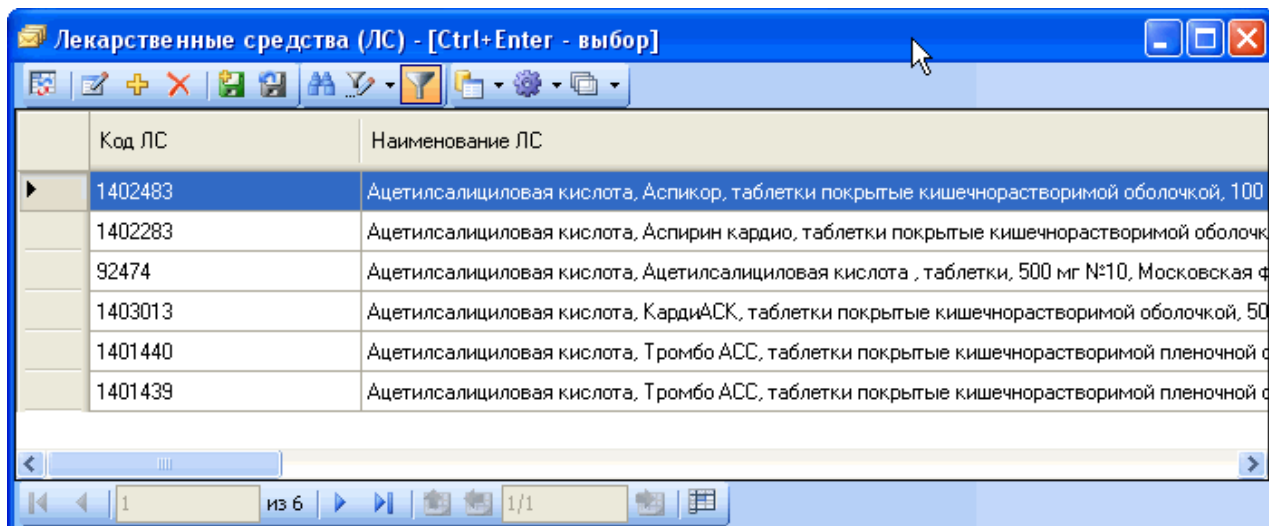 Лекарственные средства (ЛС) - [Ctrl+Enter - выбор]
Код ЛС Наименование ЛС
1402483 Ацетилсалициловая кислота, Аспикор, таблетки покрытые кишечнорастворимой оболочкой, 100
1402283 Ацетилсалициловая кислота, Аспирин кардио, таблетки покрытые кишечнорастворимой оболочк
92474 Ацетилсалициловая кислота, Ацетилсалициловая кислота , таблетки, 500 мг №10, Московская ф
1403013 Ацетилсалициловая кислота, КардиАСК, таблетки покрытые кишечнорастворимой оболочкой, 50
1401440 Ацетилсалициловая кислота, Тромбо АСС, таблетки покрытые кишечнорастворимой пленочной о
1401439 Ацетилсалициловая кислота, Тромбо АСС, таблетки покрытые кишечнорастворимой пленочной о
1 из 6 1/1